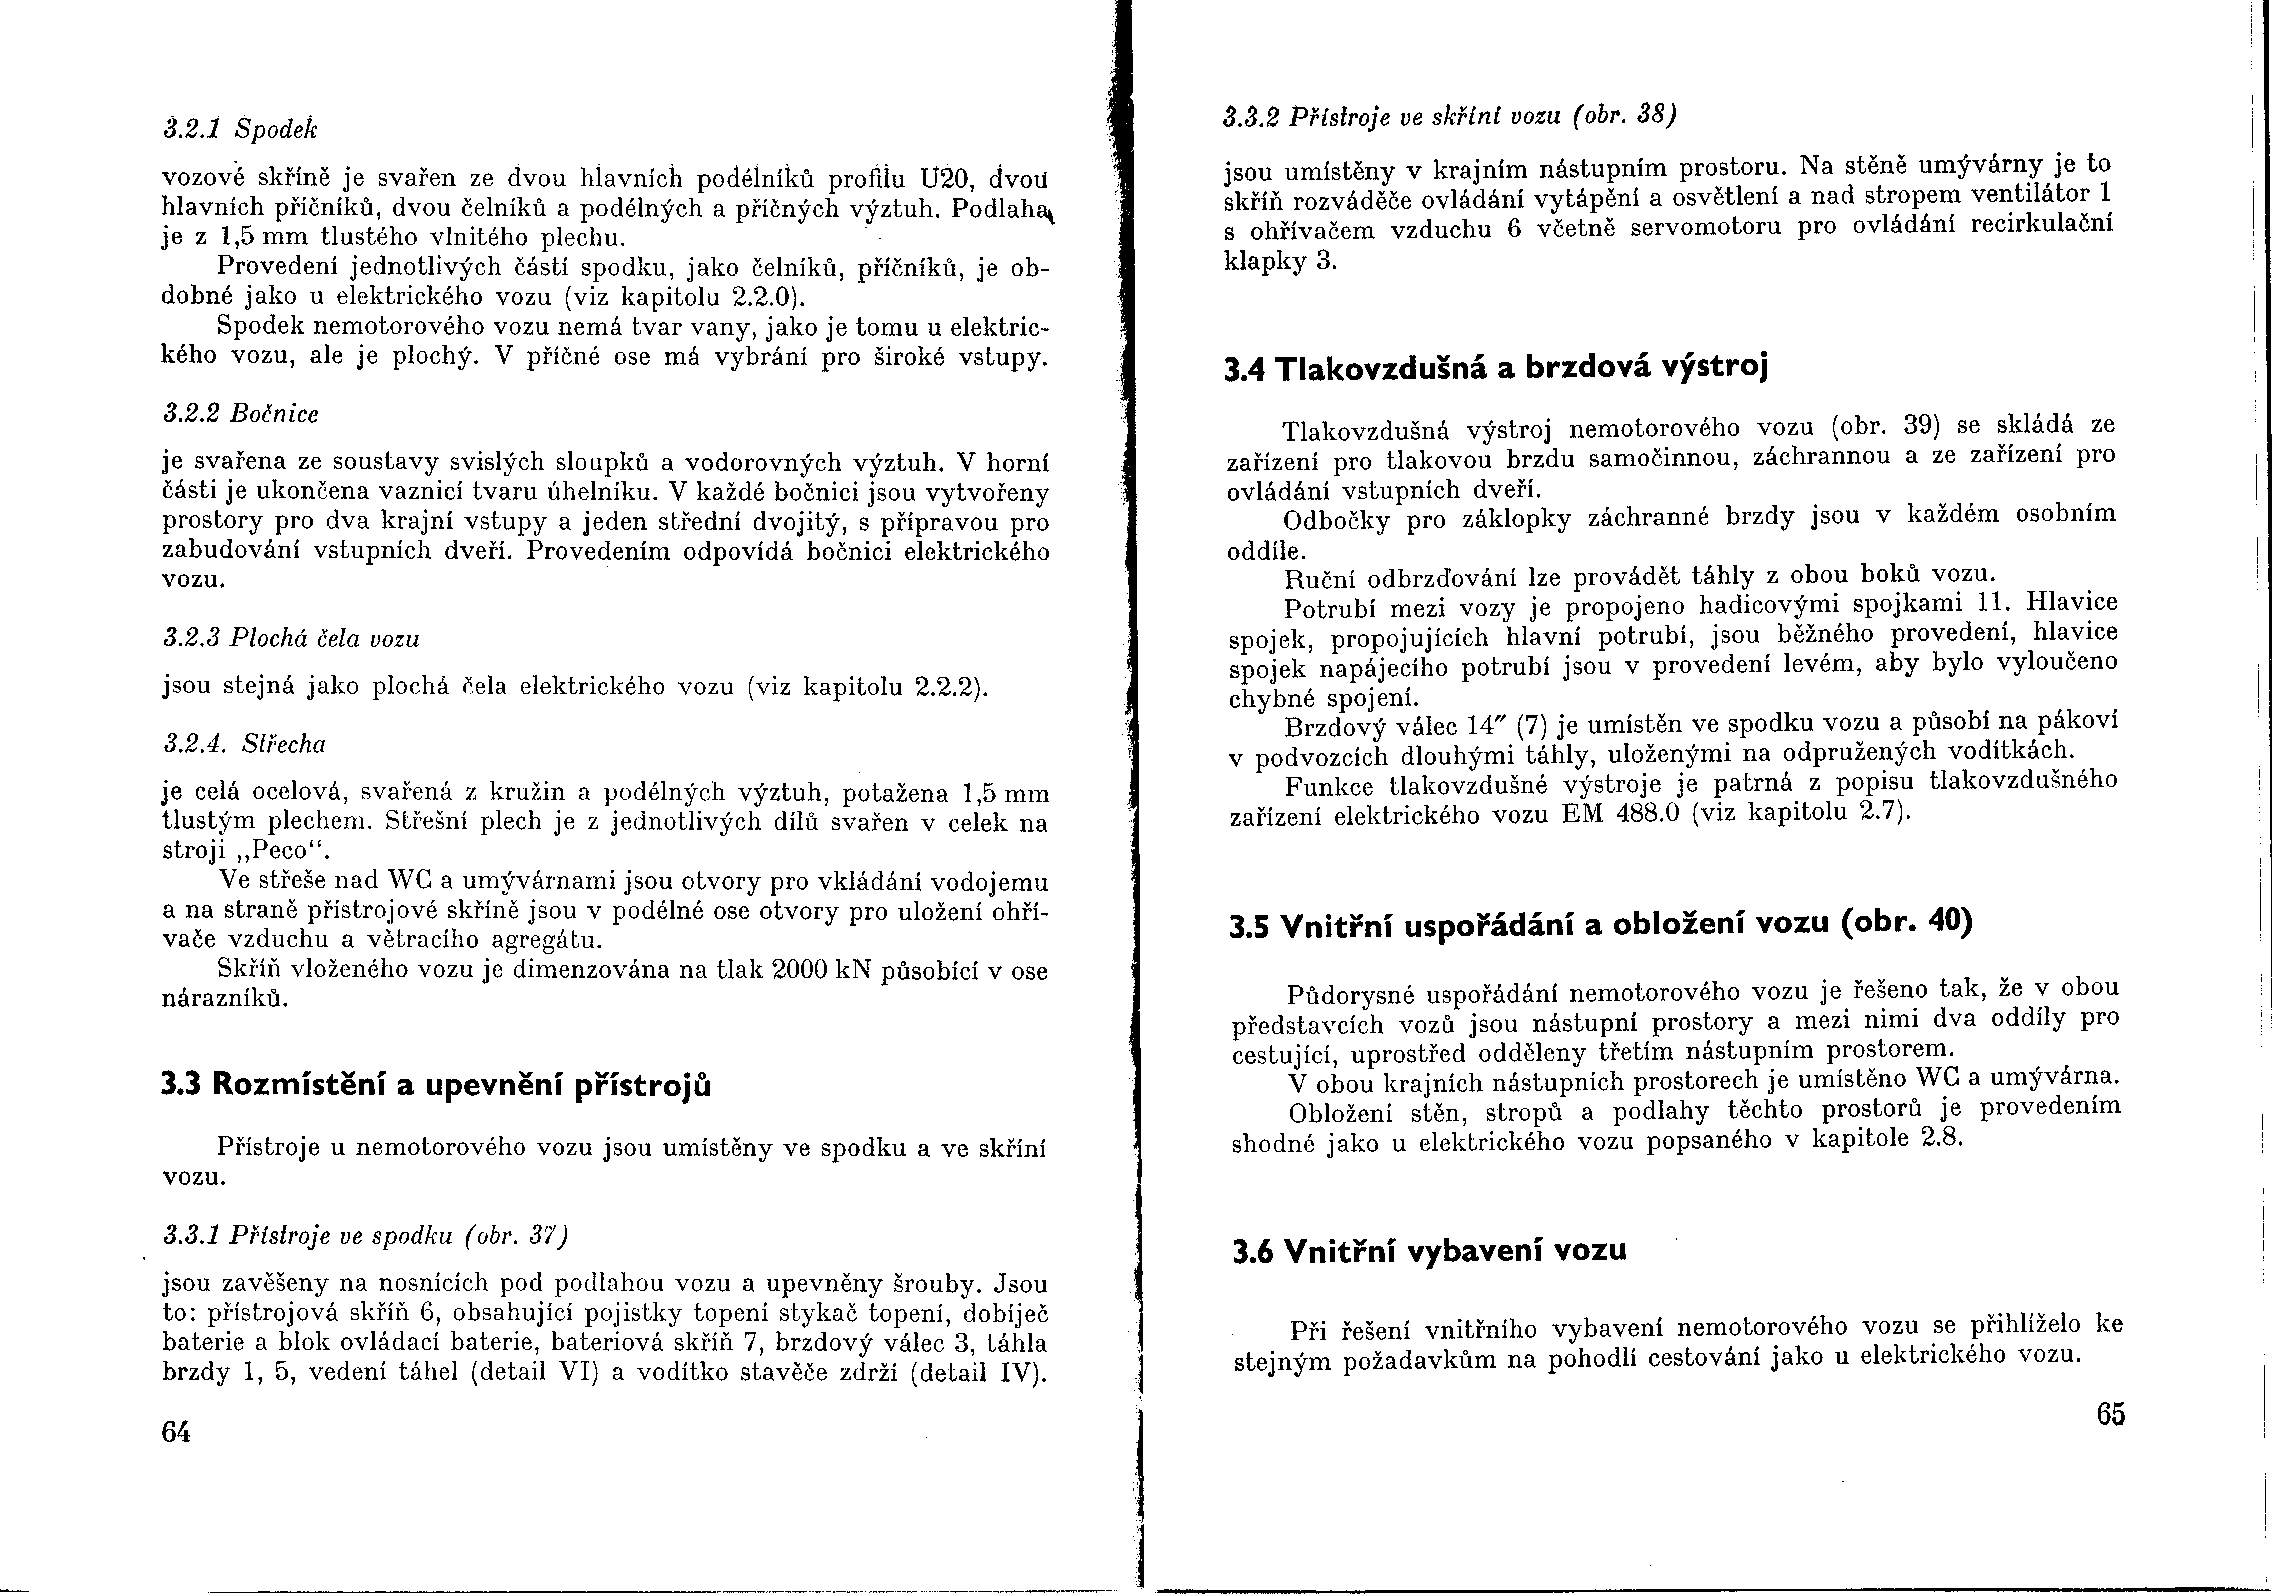 3.2.1 Spodek
vozové skříně je svařen ze dvou hlavních podélníků profilu U20, dvou
hlavních příčníků, dvou čelníků a podélných a příčných výztuh. Podlaha
je z 1,5 mm tlustého vlnitého plechu.
Provedení jednotlivých částí spodku, jako čelníků, příčníků, je ob-
dobné jako u elektrického vozu (viz kapitolu 2.2.0).
Spodek nemotorového vozu nemá tvar vany, jako je tomu u elektric-
kého vozu, ale je plochý. V příčné ose má vybrání pro široké vstupy.
3.2.2 Bočnice
je svařena ze soustavy svislých sloupků a vodorovných výztuh. V horní
části je ukončena vaznicí tvaru úhelníku. V každé bočnici jsou vytvořeny
prostory pro dva krajní vstupy a jeden střední dvojitý, s přípravou pro
zabudování vstupních dveří. Provedením odpovídá bočnici elektrického
vozu.
3.2.3 Plochá čela vozu
jsou stejná jako plochá čela elektrického vozu (viz kapitolu 2.2.2).
3.2.4. Střecha
je celá ocelová, svařená z kružin a podélných výztuh, potažena 1,5 mm
tlustým plechem. Střešní plech je z jednotlivých dílů svařen v celek na
stroji ,,Peco“.
Ve střeše nad WC a umývárnami jsou otvory pro vkládání vodojemu
a na straně přístrojové skříně jsou v podélné ose otvory pro uložení ohří-
vače vzduchu a větracího agregátu.
Skříň vloženého vozu je dimenzována na tlak 2000 kN působící v ose
nárazníků.
3.3 Rozmístění a upevnění přístrojů
Přístroje u nemotorového vozu jsou umístěny ve spodku a ve skříní
vozu.
3.3.1 Přístroje ve spodku (obr. 37)
jsou zavěšeny na nosnících pod podlahou vozu a upevněny šrouby. Jsou
to: přístrojová skříň 6, obsahující pojistky topení stykač topení, dobíječ
baterie a blok ovládací baterie, bateriová skříň 7, brzdový válec 3, táhla
brzdy 1, 5, vedení táhel (detail VI) a vodítko stavěče zdrží (detail IV).
64
3.3.2 Přístroje ve skříní vozu (obr. 38)
jsou umístěny v krajním nástupním prostoru. Na stěně umývárny je to
skříň rozváděče ovládání vytápění a osvětlení a nad stropem ventilátor 1
s ohřívačem vzduchu 6 včetně servomotoru pro ovládání recirkulační
klapky 3.
3.4 Tlakovzdušná a brzdová výstroj
Tlakovzdušná výstroj nemotorového vozu (obr. 39) se skládá ze
zařízení pro tlakovou brzdu samočinnou, záchrannou a ze zařízení pro
ovládání vstupních dveří.
Odbočky pro záklopky záchranné brzdy jsou v každém osobním
oddíle.
Ruční odbrzďování lze provádět táhly z obou boků vozu.
Potrubí mezi vozy je propojeno hadicovými spojkami 11. Hlavice
spojek, propojujících hlavní potrubí, jsou běžného provedení, hlavice
spojek napájecího potrubí jsou v provedení levém, aby bylo vyloučeno
chybné spojení.
Brzdový válec 14″ (7) je umístěn ve spodku vozu a působí na pákoví
v podvozcích dlouhými táhly, uloženými na odpružených vodítkách.
Funkce tlakovzdušné výstroje je patrná z popisu tlakovzdušného
zařízení elektrického vozu EM 488.0 (viz kapitolu 2.7).
3.5 Vnitřní uspořádání a obložení vozu (obr. 40)
Půdorysné uspořádání nemotorového vozu je řešeno tak, že v obou
představcích vozů jsou nástupní prostory a mezi nimi dva oddíly pro
cestující, uprostřed odděleny třetím nástupním prostorem.
V obou krajních nástupních prostorech je umístěno WC a umývárna.
Obložení stěn, stropů a podlahy těchto prostorů je provedením
shodné jako u elektrického vozu popsaného v kapitole 2.8.
3.6 Vnitřní vybavení vozu
Při řešení vnitřního vybavení nemotorového vozu se přihlíželo ke
stejným požadavkům na pohodlí cestování jako u elektrického vozu.
65